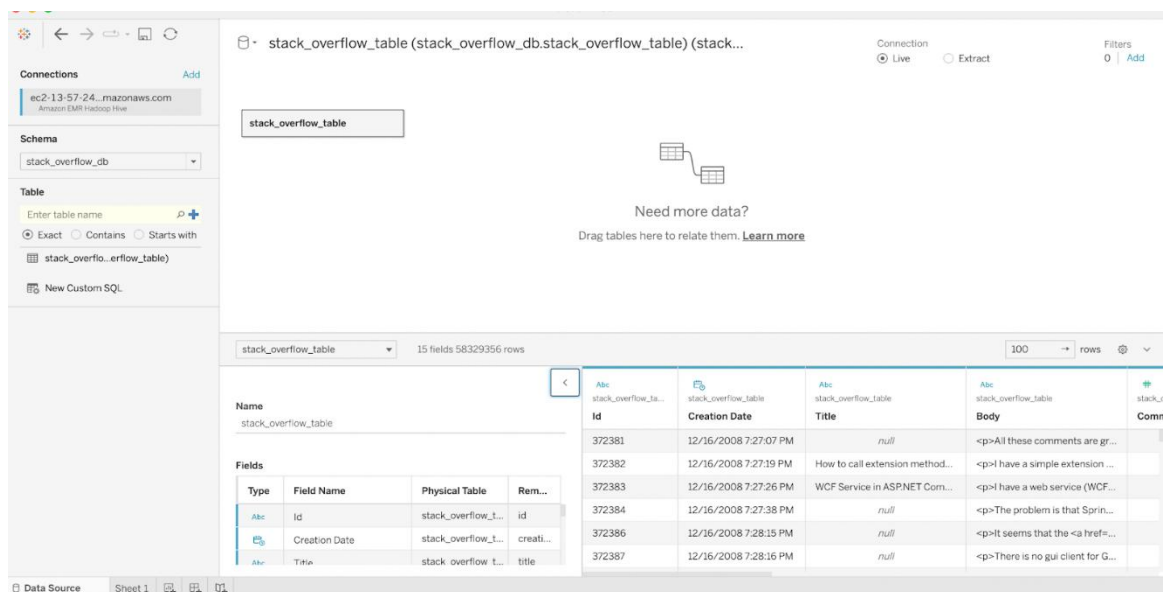 stack_overflow_table (stack_overflow_db.stack_overflow_table) (stack...
Connection
Live
Extract
Filters
0 | Add
Connections
Add
ec2-13-57-24...mazonaws.com
Amazon EMR Hadoop Hive
Schema
stack_overflow_db
Table
Enter table name
Exact Contains Starts with
stack_overflo...erflow_table)
New Custom SQL
stack_overflow_table
Need more data?
Drag tables here to relate them. Learn more
stack_overflow_table 15 fields 58329356 rows 100 → rows
Name
stack_overflow_table
Fields
Type Field Name Physical Table Rem...
Abc Id stack_overflow_t... id
Creation Date stack_overflow_t... creati...
Abc Title stack_overflow_t... title
Abc Abc Abc #
stack_overflow_ta... stack_overflow_table stack_overflow_table stack_overflow_table
Id Creation Date Title Body Comm
372381 12/16/2008 7:27:07 PM null <p>All these comments are gr...
372382 12/16/2008 7:27:19 PM How to call extension method... <p>I have a simple extension ...
372383 12/16/2008 7:27:26 PM WCF Service in ASP.NET Com... <p>I have a web service (WCF...
372384 12/16/2008 7:27:38 PM null <p>The problem is that Sprin...
372386 12/16/2008 7:28:15 PM null <p>It seems that the <a href=...
372387 12/16/2008 7:28:16 PM null <p>There is no gui client for G...
Data Source Sheet 1